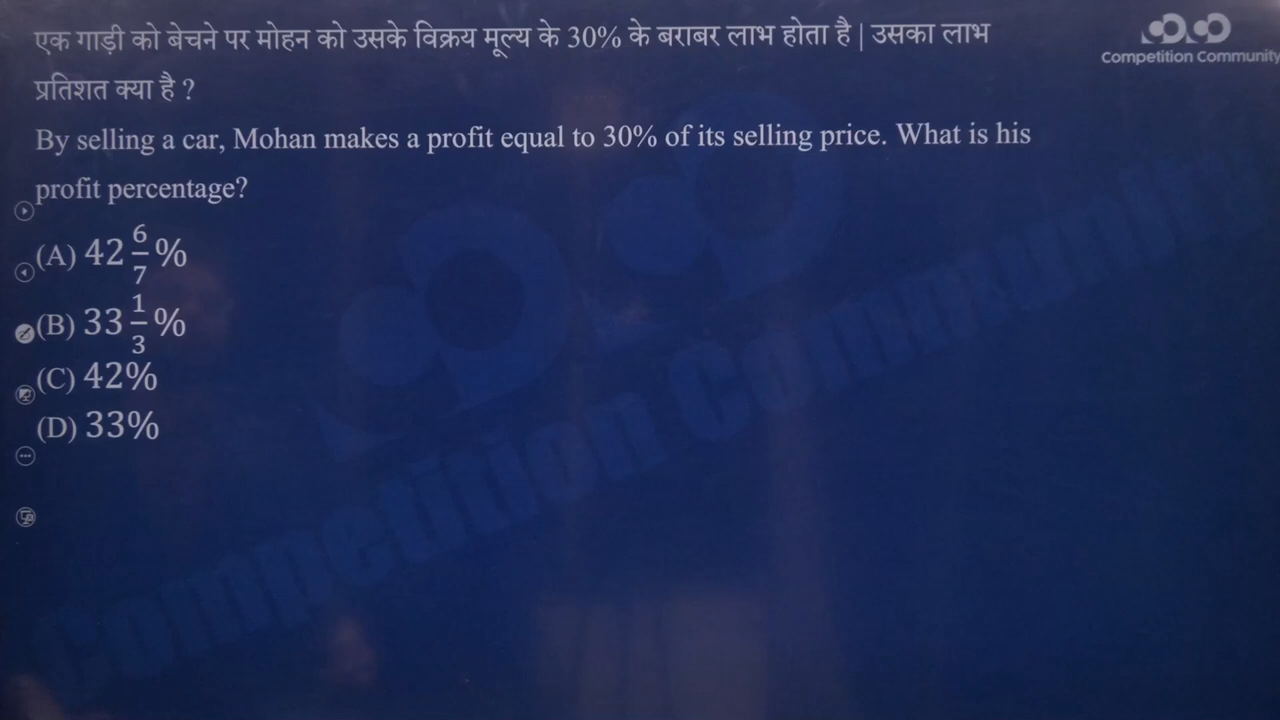 एक गाड़ी को बेचने पर मोहन को उसके विक्रय मूल्य के 30% के बराबर लाभ होता है | उसका लाभ
प्रतिशत क्या है ?
By selling a car, Mohan makes a profit equal to 30% of its selling price. What is his
profit percentage?
(A) 42 6/7 %
(B) 33 1/3 %
(C) 42%
(D) 33%
Competition Community
Competition Community